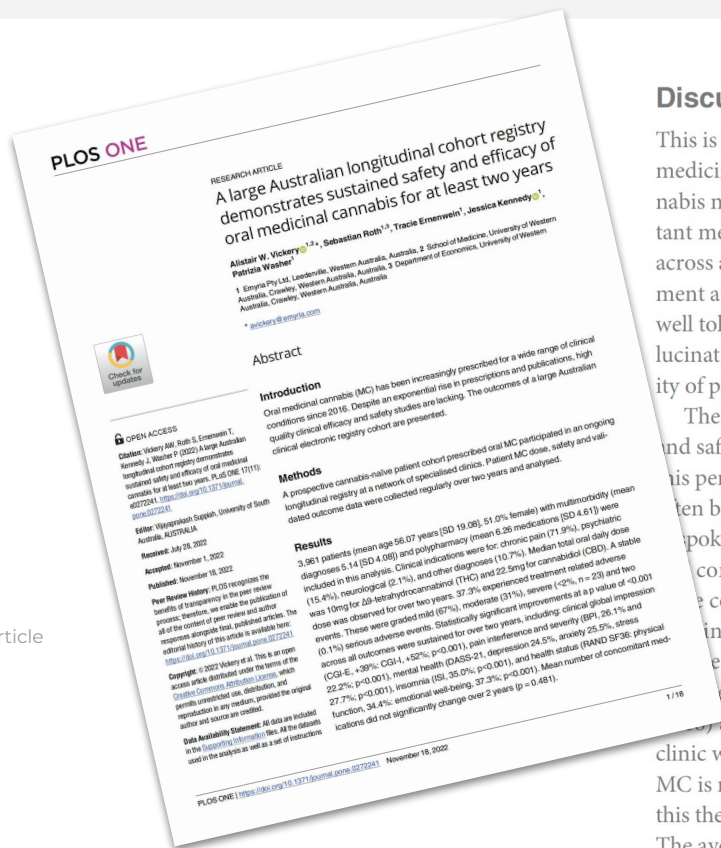 PLOS ONE
RESEARCH ARTICLE
A large Australian longitudinal cohort registry
demonstrates sustained safety and efficacy of
oral medicinal cannabis for at least two years
Alistair W. Vickery 1,2*, Sebastian Roth1,3, Tracie Ernenwein1, Jessica Kennedy 1,
Patrizia Washer1
1 Emyria Pty Ltd, Leederville, Western Australia, Australia, 2 School of Medicine, University of Western
Australia, Crawley, Western Australia, Australia, 3 Department of Economics, University of Western
Australia, Crawley, Western Australia, Australia
* avickery@emyria.com
Check for
updates
OPEN ACCESS
Citation: Vickery AW, Roth S, Ernenwein T,
Kennedy J, Washer P (2022) A large Australian
longitudinal cohort registry demonstrates
sustained safety and efficacy of oral medicinal
cannabis for at least two years. PLoS ONE 17(11):
e0272241. https://doi.org/10.1371/journal.
pone.0272241
Editor: Vijayaprakash Suppiah, University of South
Australia, AUSTRALIA
Received: July 28, 2022
Accepted: November 1, 2022
Published: November 18, 2022
Peer Review History: PLOS recognizes the
benefits of transparency in the peer review
process; therefore, we enable the publication of
all of the content of peer review and author
responses alongside final, published articles. The
editorial history of this article is available here:
https://doi.org/10.1371/journal.pone.0272241
Copyright: © 2022 Vickery et al. This is an open
access article distributed under the terms of the
Creative Commons Attribution License, which
permits unrestricted use, distribution, and
reproduction in any medium, provided the original
author and source are credited.
Data Availability Statement: All data are included
in the Supporting Information files. All the datasets
used in the analysis as well as a set of instructions
Abstract
Introduction
Oral medicinal cannabis (MC) has been increasingly prescribed for a wide range of clinical
conditions since 2016. Despite an exponential rise in prescriptions and publications, high
quality clinical efficacy and safety studies are lacking. The outcomes of a large Australian
clinical electronic registry cohort are presented.
Methods
A prospective cannabis-naïve patient cohort prescribed oral MC participated in an ongoing
longitudinal registry at a network of specialised clinics. Patient MC dose, safety and vali-
dated outcome data were collected regularly over two years and analysed.
Results
3,961 patients (mean age 56.07 years [SD 19.08], 51.0% female) with multimorbidity (mean
diagnoses 5.14 [SD 4.08]) and polypharmacy (mean 6.26 medications [SD 4.61]) were
included in this analysis. Clinical indications were for: chronic pain (71.9%), psychiatric
(15.4%), neurological (2.1%), and other diagnoses (10.7%). Median total oral daily dose
was 10mg for Δ9-tetrahydrocannabinol (THC) and 22.5mg for cannabidiol (CBD). A stable
dose was observed for over two years. 37.3% experienced treatment related adverse
events. These were graded mild (67%), moderate (31%), severe (<2%, n = 23) and two
(0.1%) serious adverse events. Statistically significant improvements at a p value of <0.001
across all outcomes were sustained for over two years, including: clinical global impression
(CGI-E, +39%: CGI-I, +52%; p<0.001), pain interference and severity (BPI, 26.1% and
22.2%; p<0.001), mental health (DASS-21, depression 24.5%, anxiety 25.5%, stress
27.7%; p<0.001), insomnia (ISI, 35.0%; p<0.001), and health status (RAND SF36: physical
function, 34.4%: emotional well-being, 37.3%; p<0.001). Mean number of concomitant med-
ications did not significantly change over 2 years (p = 0.481).
PLOS ONE | https://doi.org/10.1371/journal.pone.0272241 November 18, 2022
1 / 18
rticle
Discu
This is
medicin
nabis n
tant me
across a
ment a
well tol
lucinat
ity of p
The
nd saf
is per
ten b
spok
co
c
in
e
clinic w
MC is n
this the
The ave